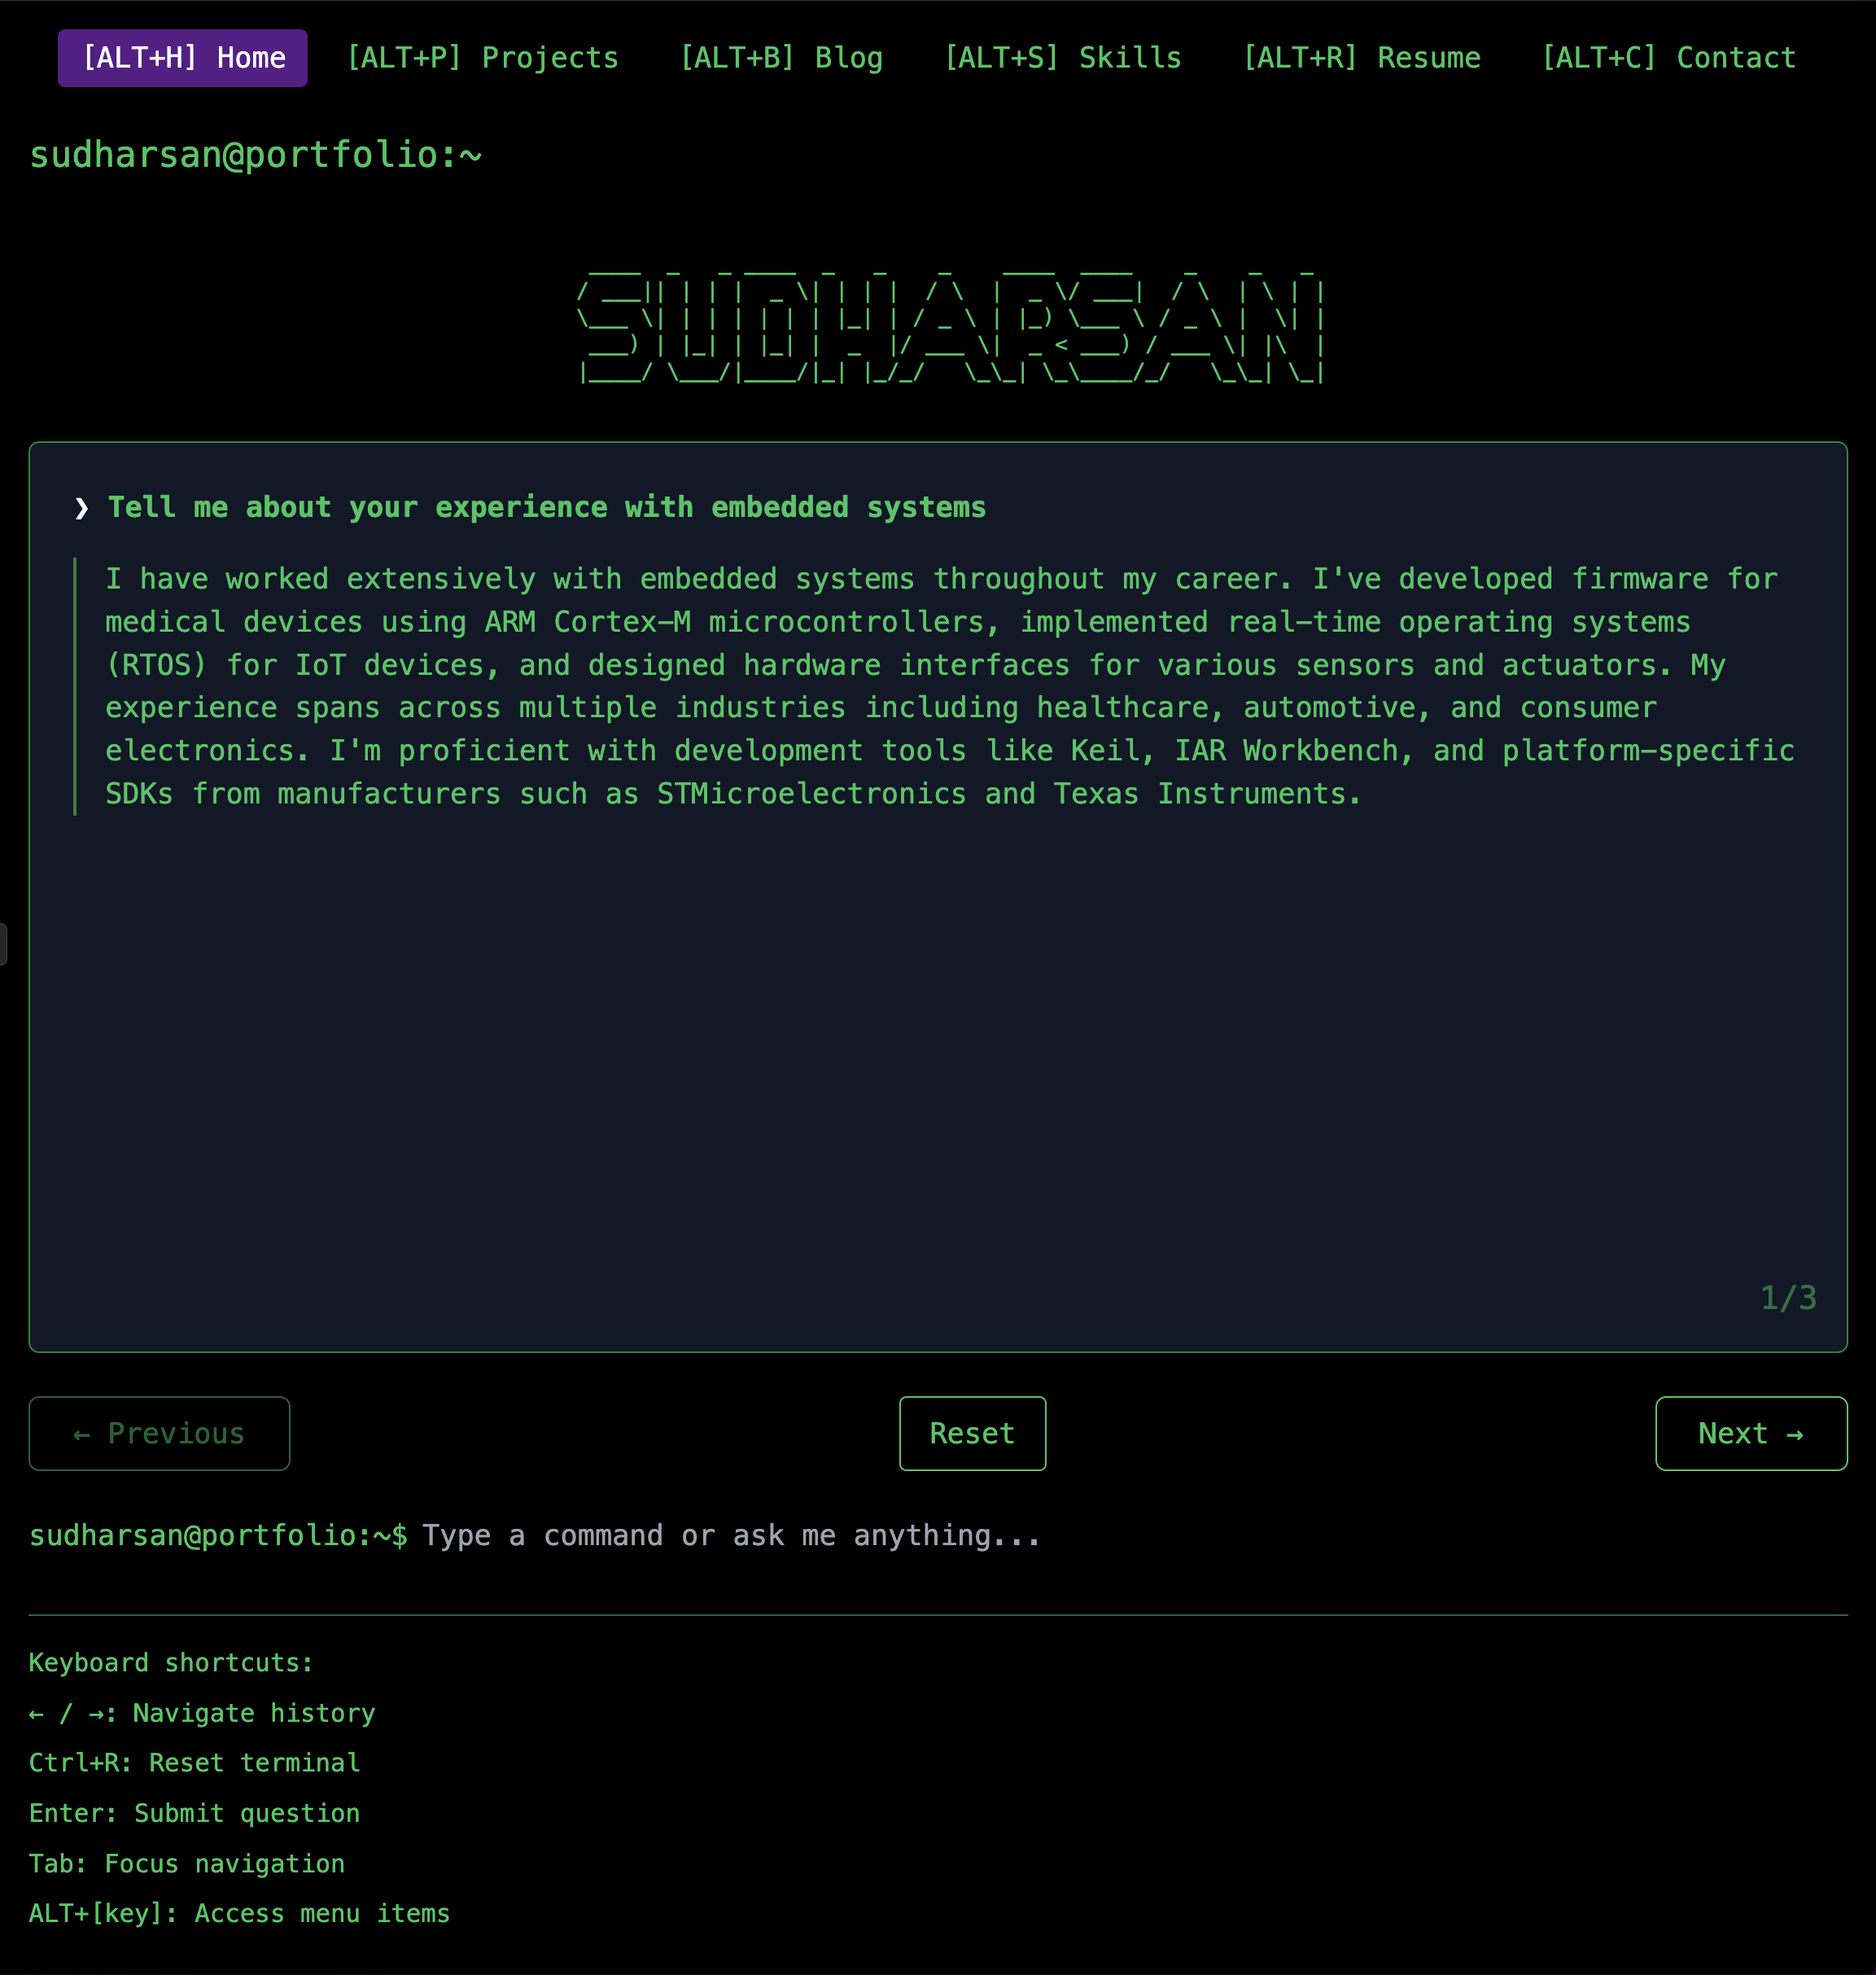 [ALT+H] Home [ALT+P] Projects [ALT+B] Blog [ALT+S] Skills [ALT+R] Resume [ALT+C] Contact
sudharsan@portfolio:~
SUDHARSAN
❯ Tell me about your experience with embedded systems
I have worked extensively with embedded systems throughout my career. I've developed firmware for
medical devices using ARM Cortex-M microcontrollers, implemented real-time operating systems
(RTOS) for IoT devices, and designed hardware interfaces for various sensors and actuators. My
experience spans across multiple industries including healthcare, automotive, and consumer
electronics. I'm proficient with development tools like Keil, IAR Workbench, and platform-specific
SDKs from manufacturers such as STMicroelectronics and Texas Instruments.
1/3
← Previous Reset Next →
sudharsan@portfolio:~$ Type a command or ask me anything...
Keyboard shortcuts:
← / →: Navigate history
Ctrl+R: Reset terminal
Enter: Submit question
Tab: Focus navigation
ALT+[key]: Access menu items